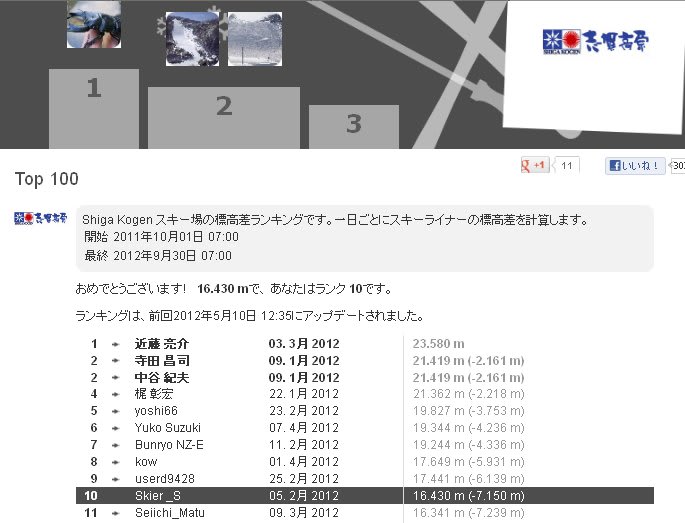 1
2
3
SHIGA KOGEN 志賀高原
Top 100
+1 11
いいね！ 303
SHIGA KOGEN 志賀高原
Shiga Kogen スキー場の標高差ランキングです。一日ごとにスキーライナーの標高差を計算します。
開始 2011年10月01日 07:00
最終 2012年9月30日 07:00
おめでとうございます! 16.430 mで、あなたはランク 10です。
ランキングは、前回2012年5月10日 12:35にアップデートされました。
1 近藤 亮介 03. 3月 2012 23.580 m
2 寺田 昌司 09. 1月 2012 21.419 m (-2.161 m)
2 中谷 紀夫 09. 1月 2012 21.419 m (-2.161 m)
4 梶 彰宏 22. 1月 2012 21.362 m (-2.218 m)
5 yoshi66 23. 2月 2012 19.827 m (-3.753 m)
6 Yuko Suzuki 07. 4月 2012 19.344 m (-4.236 m)
7 Bunryo NZ-E 11. 2月 2012 19.244 m (-4.336 m)
8 kow 01. 4月 2012 17.649 m (-5.931 m)
9 userd9428 25. 2月 2012 17.441 m (-6.139 m)
10 Skier_S 05. 2月 2012 16.430 m (-7.150 m)
11 Seiichi_Matu 09. 3月 2012 16.341 m (-7.239 m)